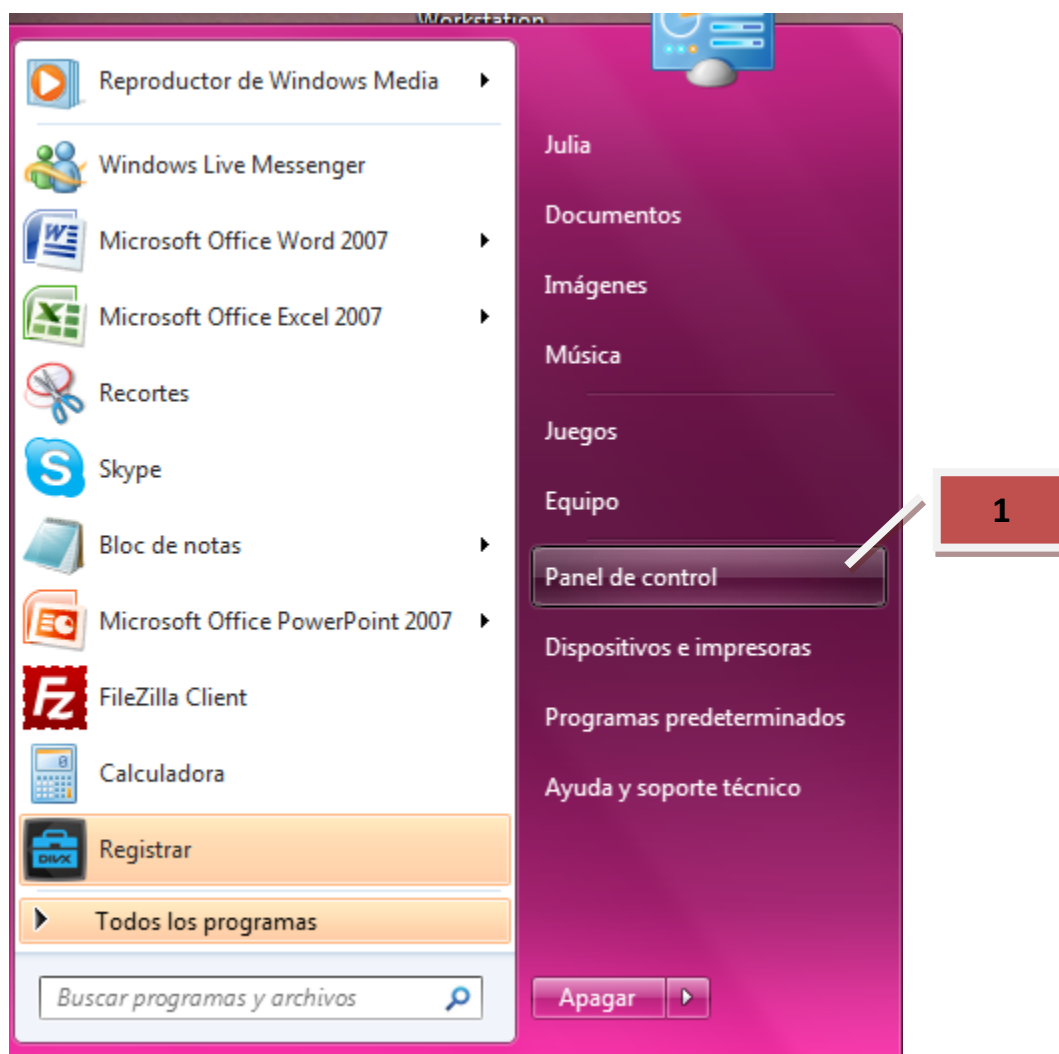 Workstation
Reproductor de Windows Media
Windows Live Messenger
Microsoft Office Word 2007
Microsoft Office Excel 2007
Recortes
Skype
Bloc de notas
Microsoft Office PowerPoint 2007
FileZilla Client
Calculadora
DIVX
Registrar
Todos los programas
Buscar programas y archivos
Julia
Documentos
Imágenes
Música
Juegos
Equipo
Panel de control
Dispositivos e impresoras
Programas predeterminados
Ayuda y soporte técnico
Apagar
1